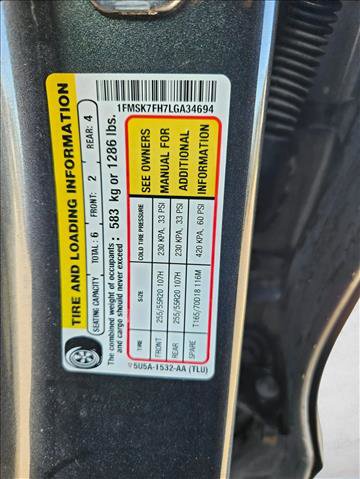 1FMSK7FH7LGA34694
TIRE AND LOADING INFORMATION
SEATING CAPACITY TOTAL: 6 FRONT: 2 REAR: 4
The combined weight of occupants
and cargo should never exceed: 583 kg or 1286 lbs.
TIRE SIZE COLD TIRE PRESSURE
FRONT 255/55R20 107H 230 KPA, 33 PSI
REAR 255/55R20 107H 230 KPA, 33 PSI
SPARE T165/70D18 116M 420 KPA, 60 PSI
SEE OWNERS
MANUAL FOR
ADDITIONAL
INFORMATION
5U5A-1532-AA (TLU)